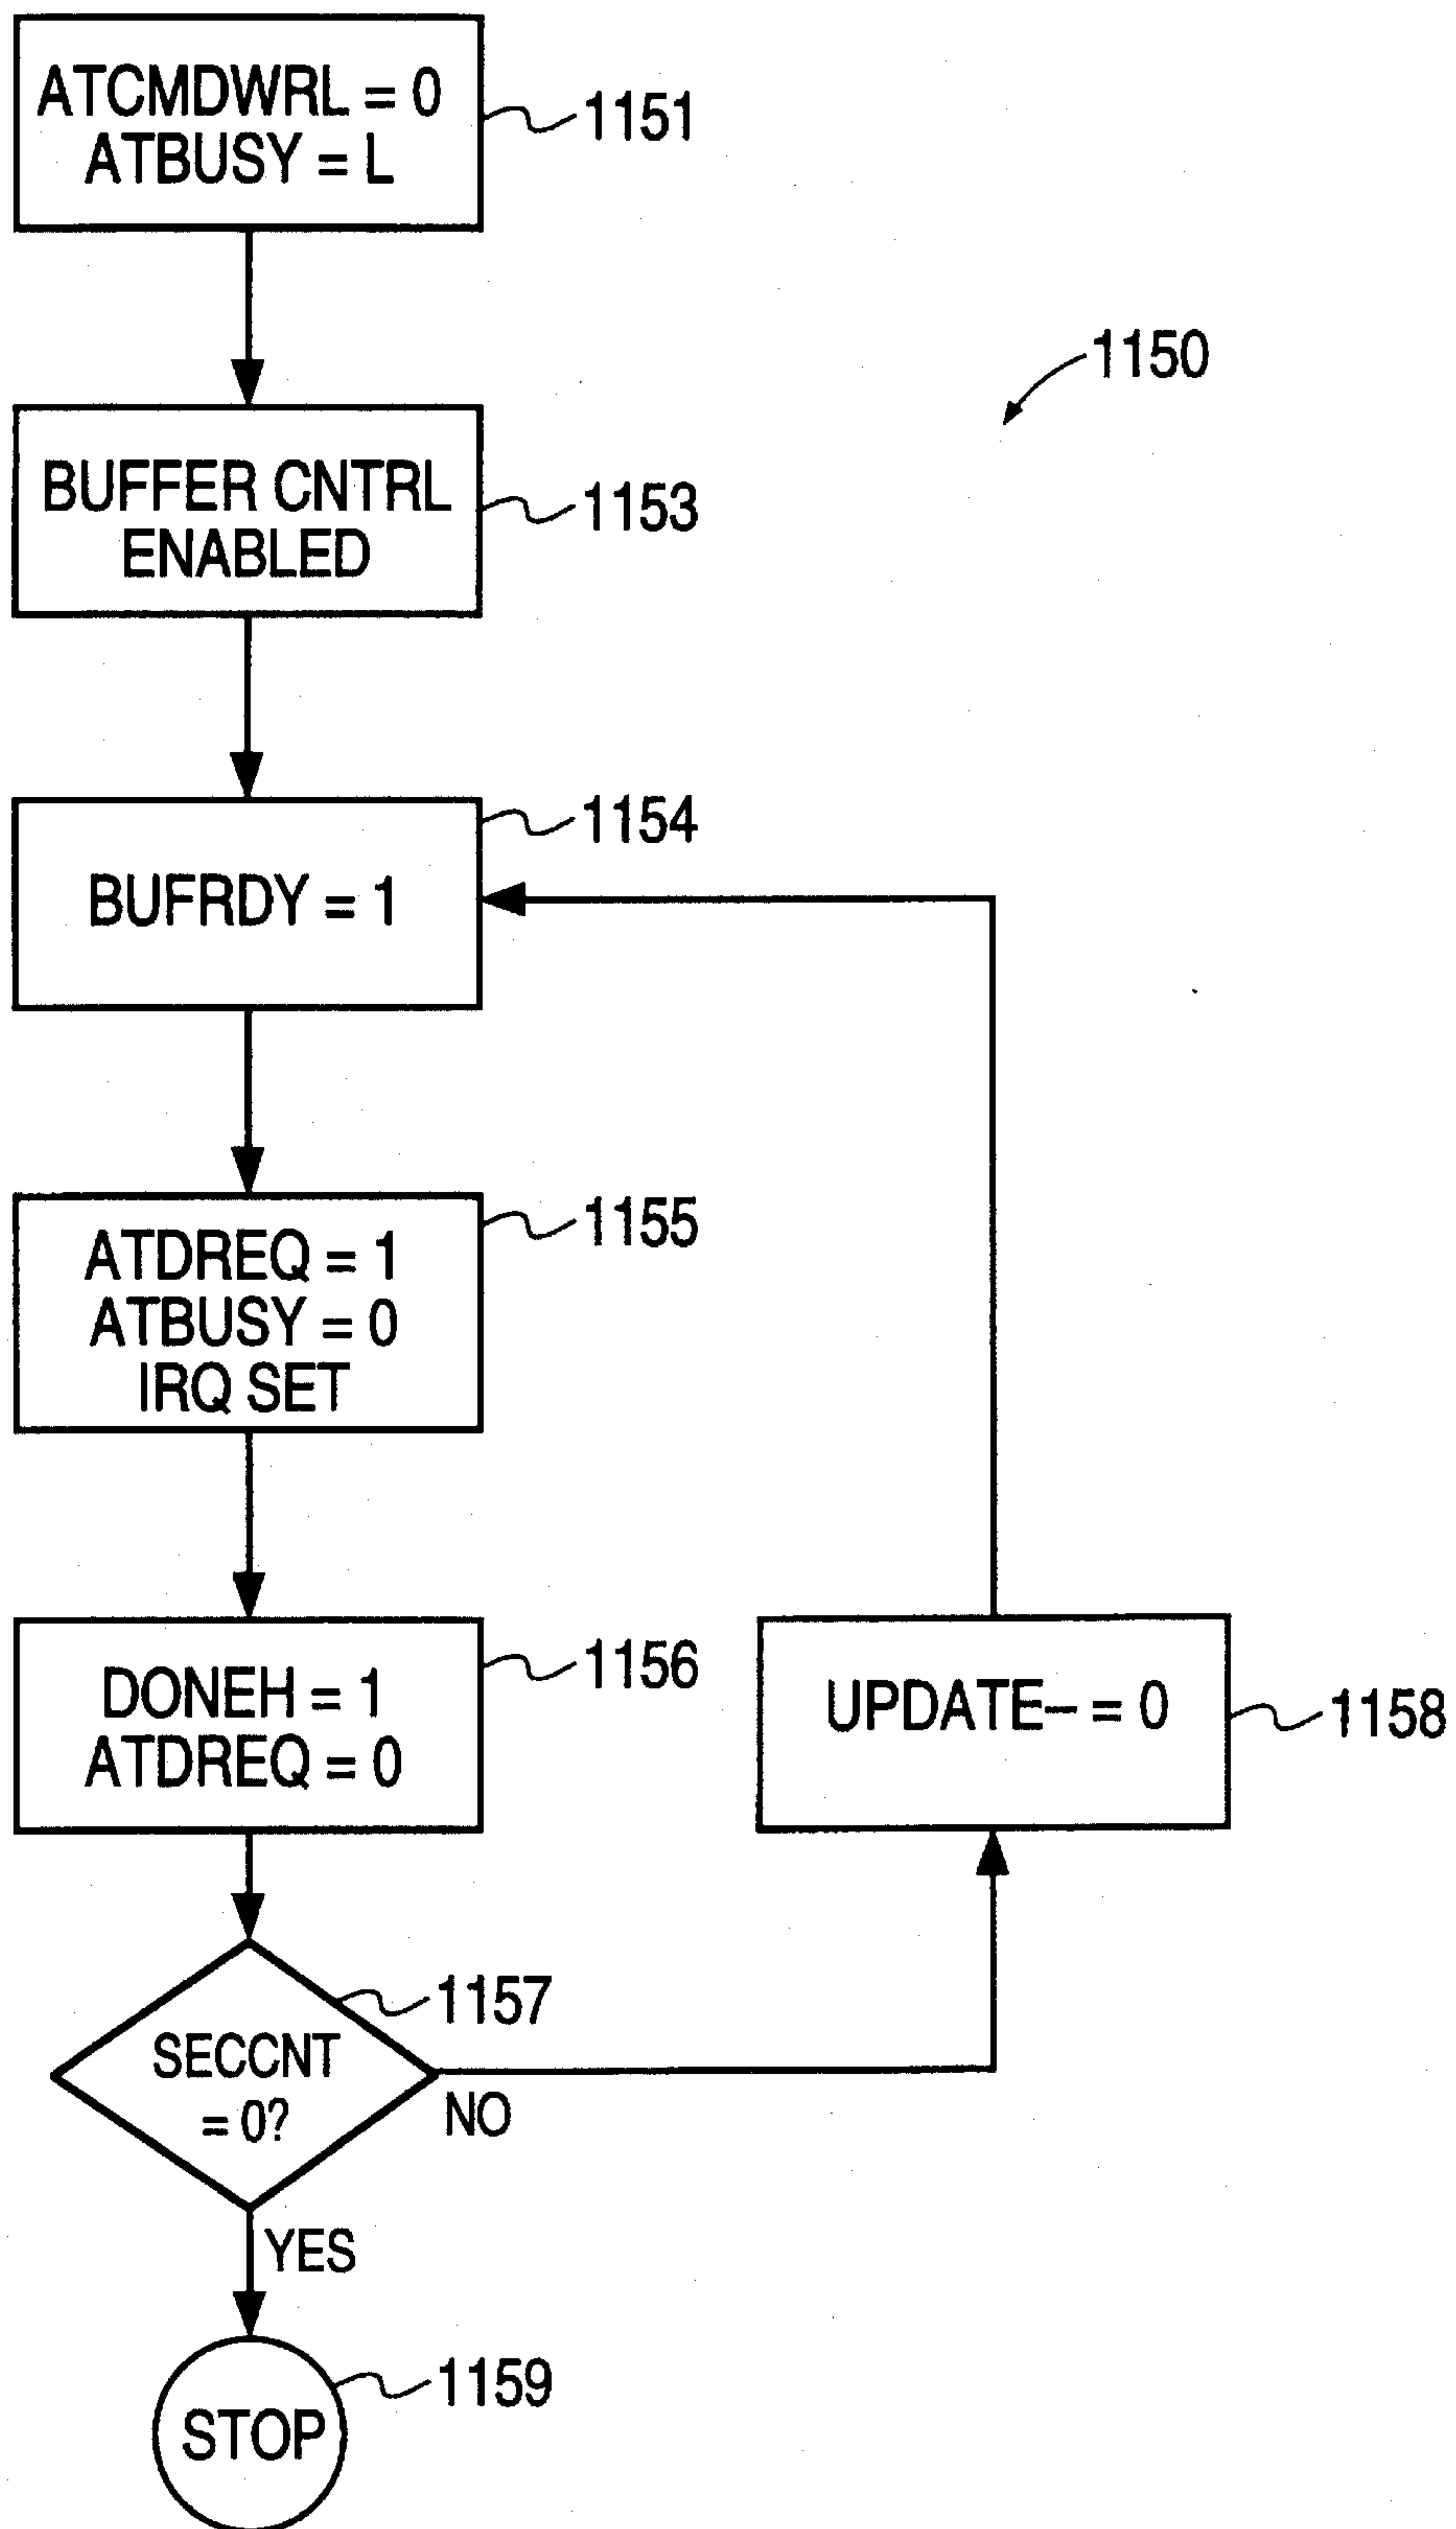 ATCMDWRL = 0
ATBUSY = L
1151
1150
BUFFER CNTRL
ENABLED
1153
1154
BUFRDY = 1
1155
ATDREQ = 1
ATBUSY = 0
IRQ SET
1156
DONEH = 1
ATDREQ = 0
UPDATE– = 0
1158
1157
SECCNT
= 0?
NO
YES
1159
STOP